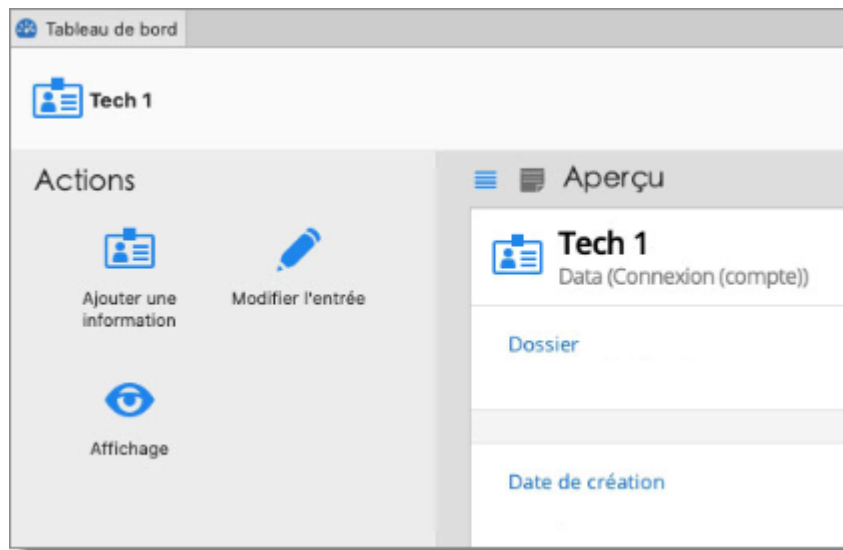 Tableau de bord
Tech 1
Actions
Ajouter une
information
Modifier l'entrée
Affichage
Aperçu
Tech 1
Data (Connexion (compte))
Dossier
Date de création